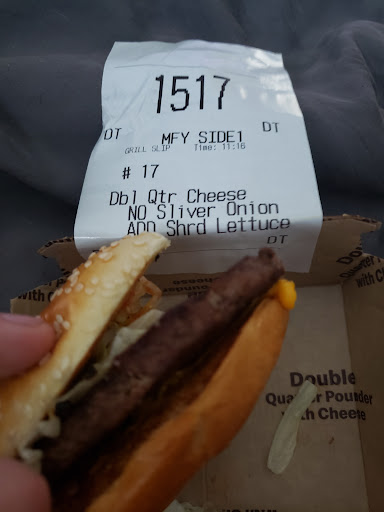 1517
DT MFY SIDE1 DT
GRILL SLIP Time: 11:16
# 17
Dbl Qtr Cheese
NO Sliver Onion
ADD Shrd Lettuce
DT
Double
Quarter Pounder
with Cheese
with C